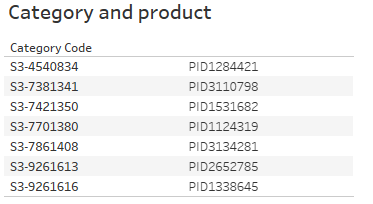 Category and product
Category Code
S3-4540834 PID1284421
S3-7381341 PID3110798
S3-7421350 PID1531682
S3-7701380 PID1124319
S3-7861408 PID3134281
S3-9261613 PID2652785
S3-9261616 PID1338645